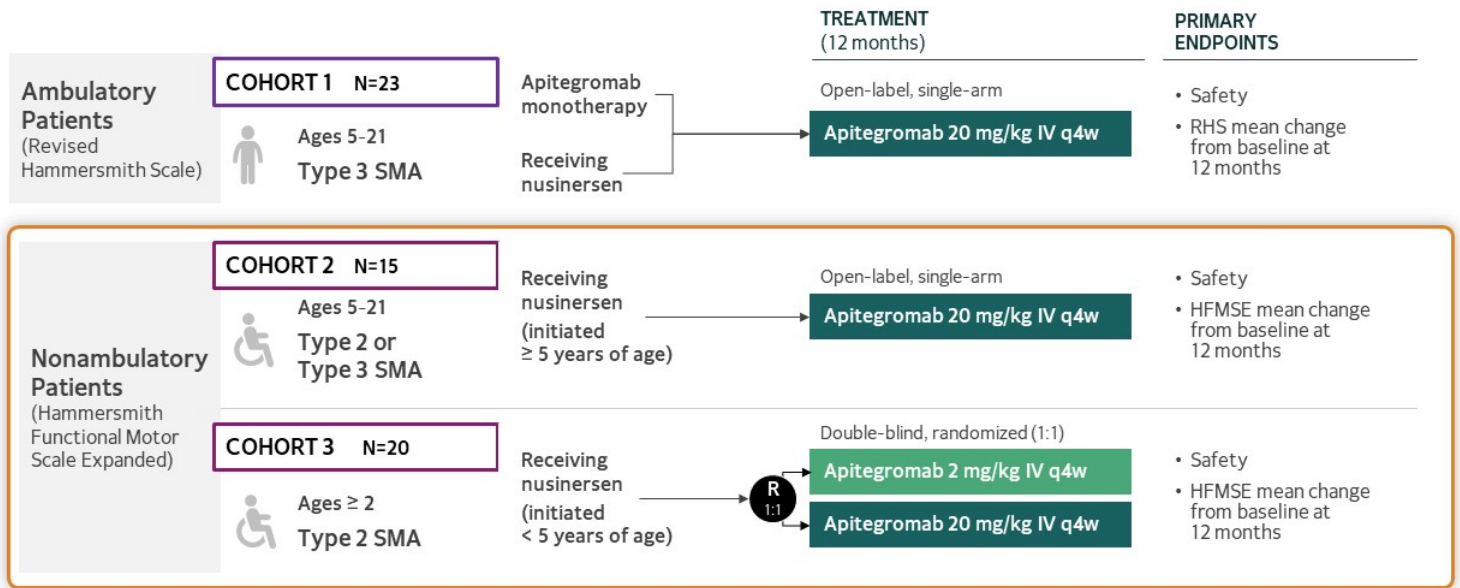 TREATMENT
(12 months)
PRIMARY
ENDPOINTS
Ambulatory
Patients
(Revised
Hammersmith Scale)
COHORT 1 N=23
Ages 5-21
Type 3 SMA
Apitegromab
monotherapy
Receiving
nusinersen
Open-label, single-arm
Apitegromab 20 mg/kg IV q4w
• Safety
• RHS mean change
from baseline at
12 months
Nonambulatory
Patients
(Hammersmith
Functional Motor
Scale Expanded)
COHORT 2 N=15
Ages 5-21
Type 2 or
Type 3 SMA
Receiving
nusinersen
(initiated
≥ 5 years of age)
Open-label, single-arm
Apitegromab 20 mg/kg IV q4w
• Safety
• HFMSE mean change
from baseline at
12 months
COHORT 3 N=20
Ages ≥ 2
Type 2 SMA
Receiving
nusinersen
(initiated
< 5 years of age)
R
1:1
Double-blind, randomized (1:1)
Apitegromab 2 mg/kg IV q4w
Apitegromab 20 mg/kg IV q4w
• Safety
• HFMSE mean change
from baseline at
12 months